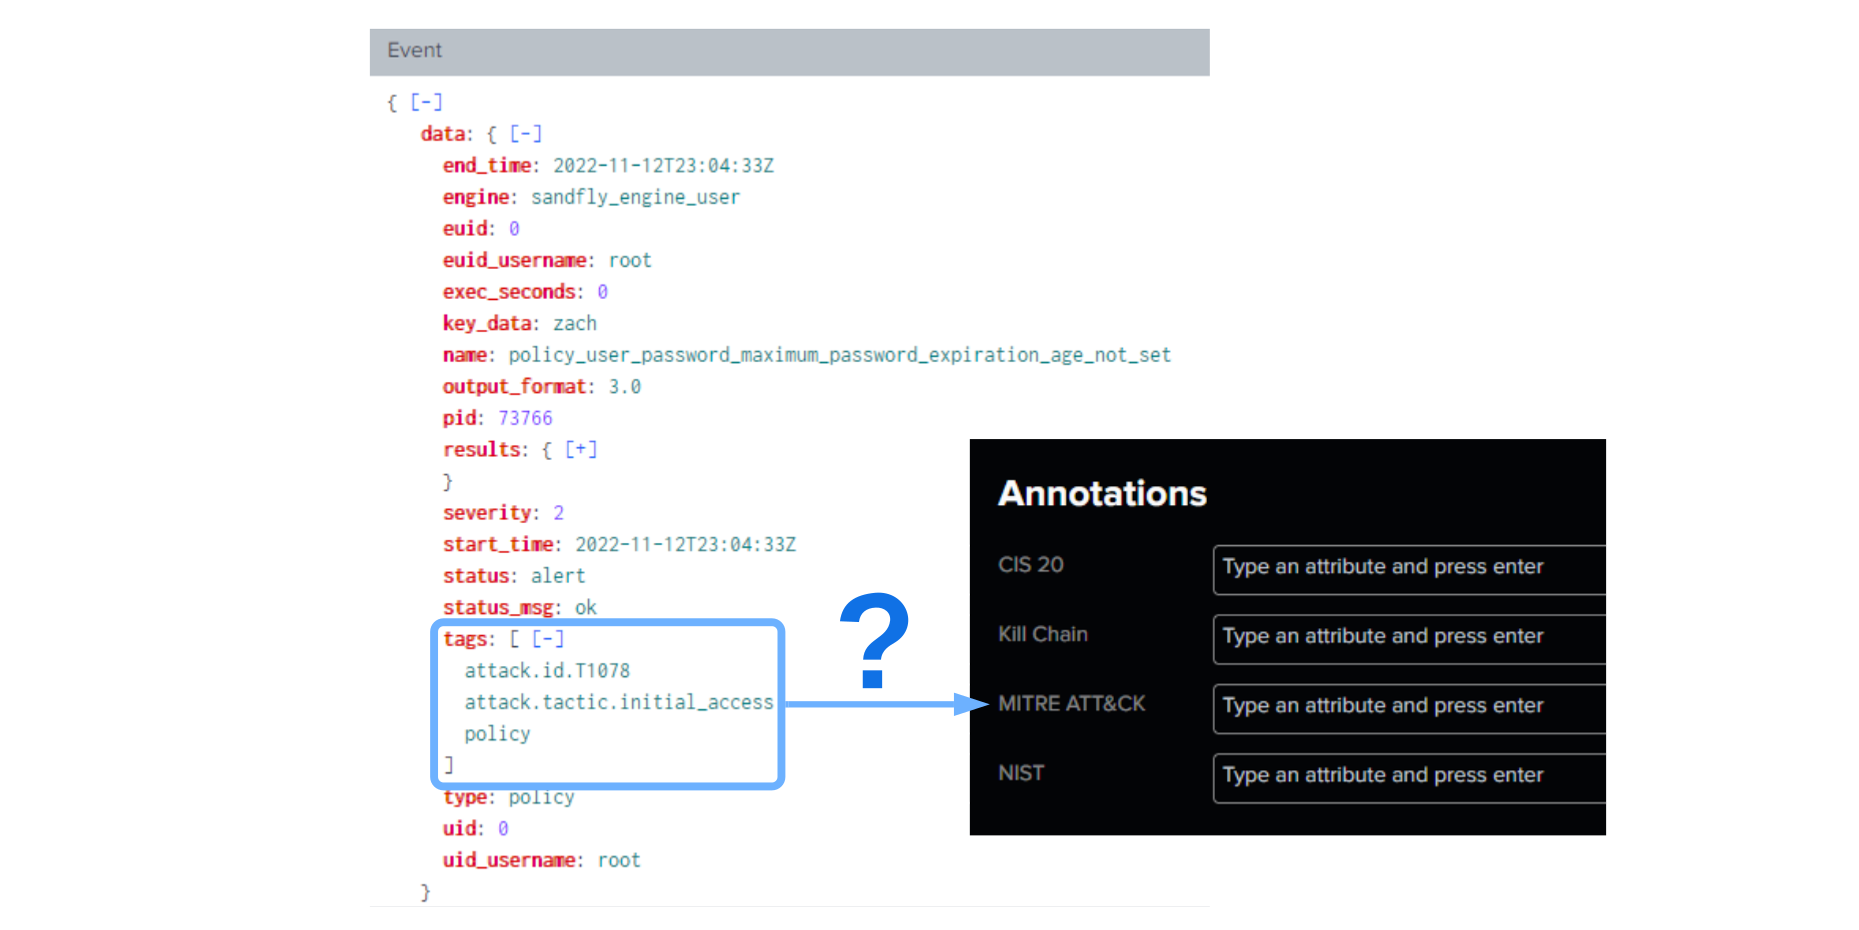 Event
{ [-]
data: { [-]
end_time: 2022-11-12T23:04:33Z
engine: sandfly_engine_user
euid: 0
euid_username: root
exec_seconds: 0
key_data: zach
name: policy_user_password_maximum_password_expiration_age_not_set
output_format: 3.0
pid: 73766
results: { [+]
}
severity: 2
start_time: 2022-11-12T23:04:33Z
status: alert
status_msg: ok
tags: [ [-]
attack.id.T1078
attack.tactic.initial_access
policy
]
type: policy
uid: 0
uid_username: root
}
?
Annotations
CIS 20 Type an attribute and press enter
Kill Chain Type an attribute and press enter
MITRE ATT&CK Type an attribute and press enter
NIST Type an attribute and press enter